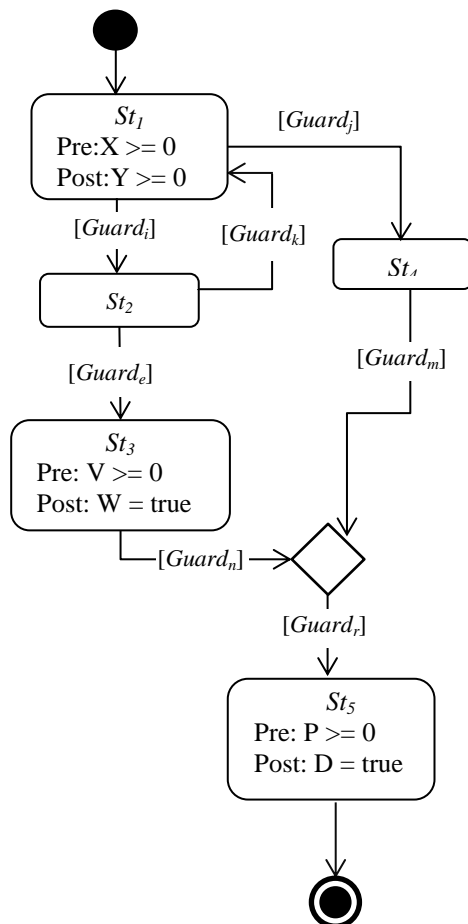 St₁
Pre:X >= 0
Post:Y >= 0
[Guardⱼ]
[Guardᵢ]
[Guardₖ]
St₂
St₄
[Guardₑ]
[Guardₘ]
St₃
Pre: V >= 0
Post: W = true
[Guardₙ]
[Guardᵣ]
St₅
Pre: P >= 0
Post: D = true